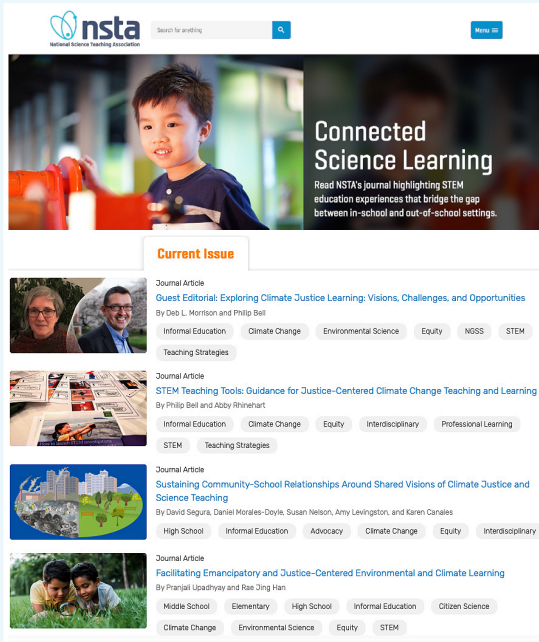 nsta
National Science Teaching Association
Search for anything
Menu
Connected
Science Learning
Read NSTA's journal highlighting STEM
education experiences that bridge the gap
between in-school and out-of-school settings.
Current Issue
Journal Article
Guest Editorial: Exploring Climate Justice Learning: Visions, Challenges, and Opportunities
By Deb L. Morrison and Philip Bell
Informal Education Climate Change Environmental Science Equity NGSS STEM
Teaching Strategies
Journal Article
STEM Teaching Tools: Guidance for Justice-Centered Climate Change Teaching and Learning
By Philip Bell and Abby Rhinehart
Informal Education Climate Change Equity Interdisciplinary Professional Learning
STEM Teaching Strategies
Journal Article
Sustaining Community-School Relationships Around Shared Visions of Climate Justice and
Science Teaching
By David Segura, Daniel Morales-Doyle, Susan Nelson, Amy Levingston, and Karen Canales
High School Informal Education Advocacy Climate Change Equity Interdisciplinary
Journal Article
Facilitating Emancipatory and Justice-Centered Environmental and Climate Learning
By Pranjali Upadhyay and Rae Jing Han
Middle School Elementary High School Informal Education Citizen Science
Climate Change Environmental Science Equity STEM